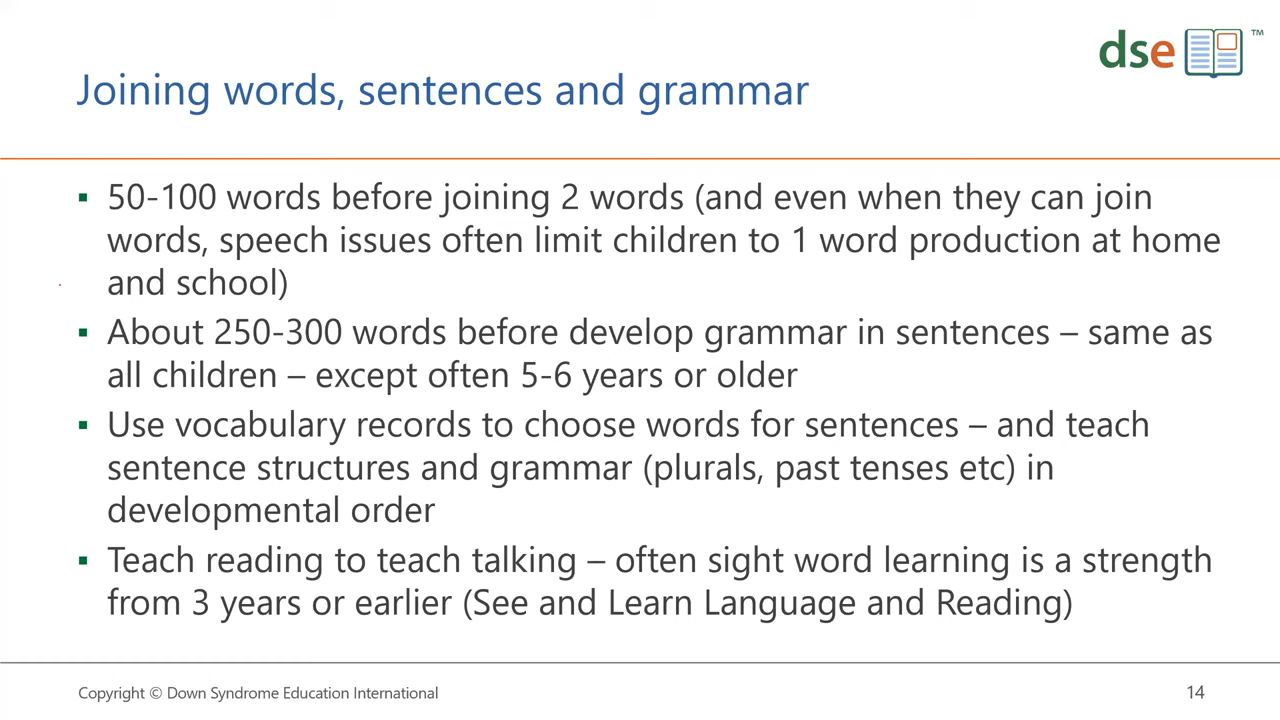 dse ™
Joining words, sentences and grammar
▪ 50-100 words before joining 2 words (and even when they can join
words, speech issues often limit children to 1 word production at home
and school)
▪ About 250-300 words before develop grammar in sentences – same as
all children – except often 5-6 years or older
▪ Use vocabulary records to choose words for sentences – and teach
sentence structures and grammar (plurals, past tenses etc) in
developmental order
▪ Teach reading to teach talking – often sight word learning is a strength
from 3 years or earlier (See and Learn Language and Reading)
Copyright © Down Syndrome Education International
14